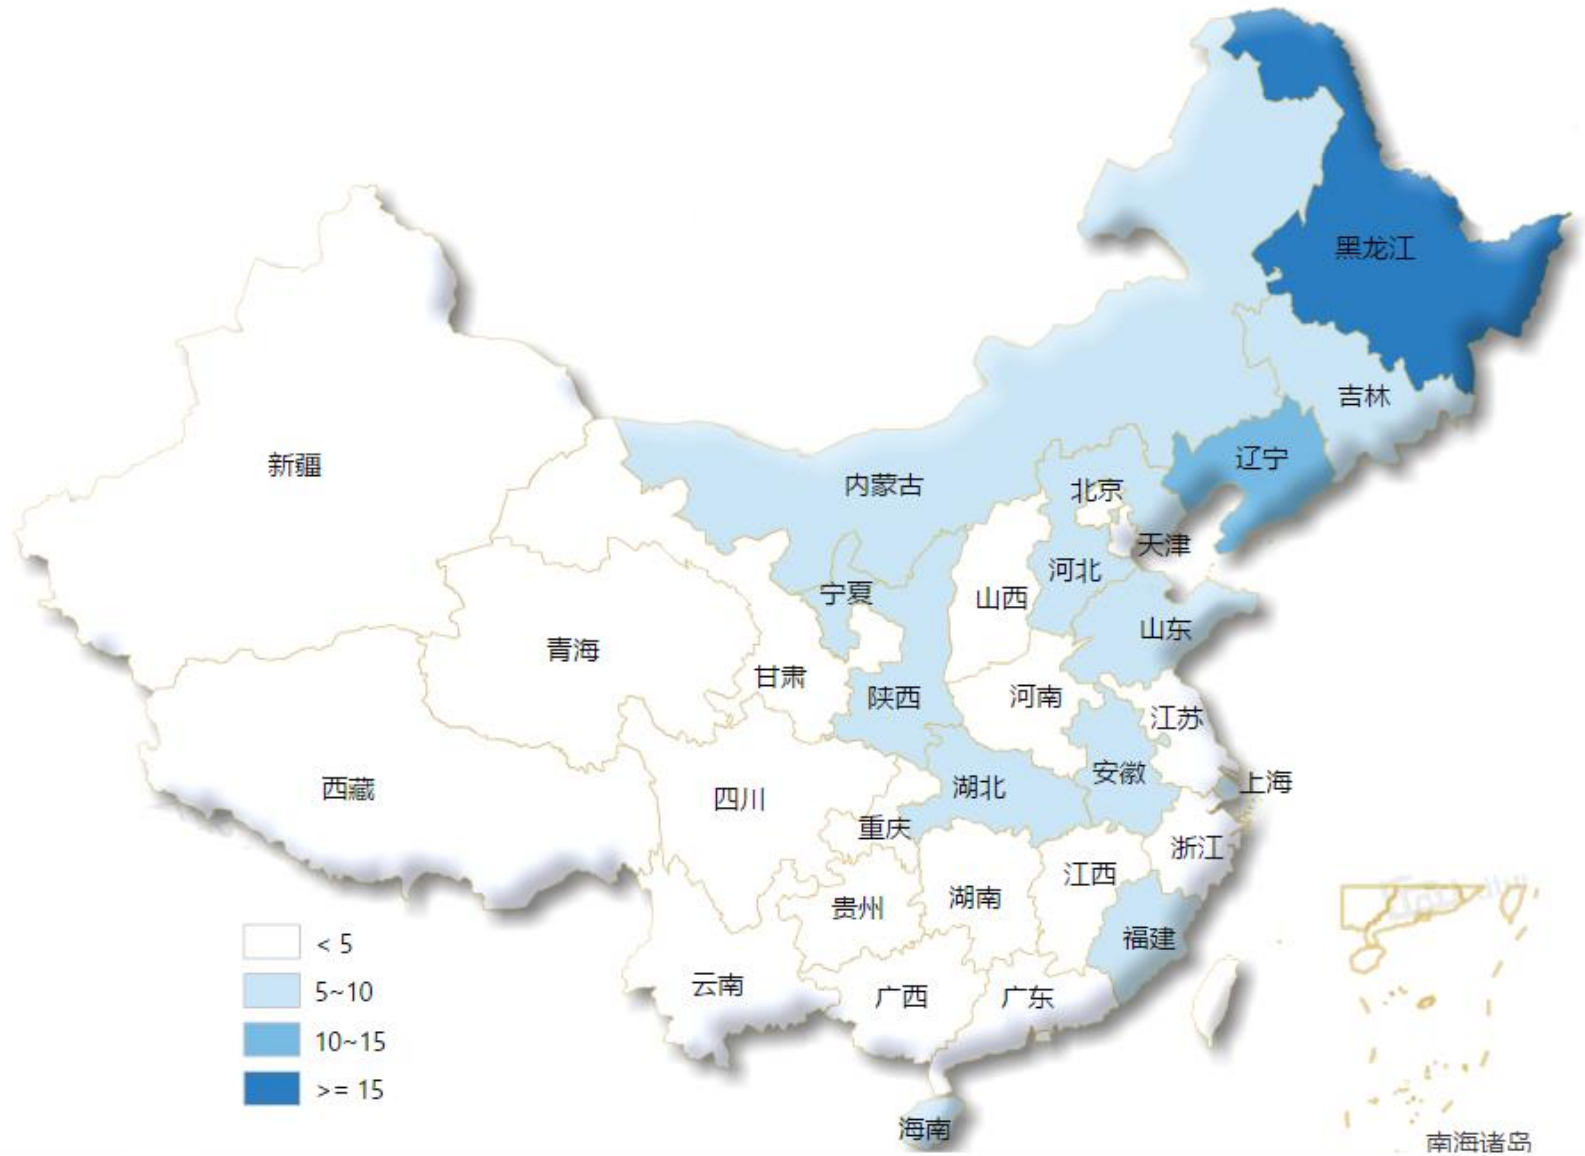 黑龙江
吉林
辽宁
新疆
内蒙古
北京
天津
河北
宁夏
山西
山东
青海
甘肃
陕西
河南
江苏
西藏
四川
湖北
安徽
上海
重庆
浙江
江西
贵州
湖南
福建
云南
广西
广东
海南
南海诸岛
< 5
5~10
10~15
>= 15